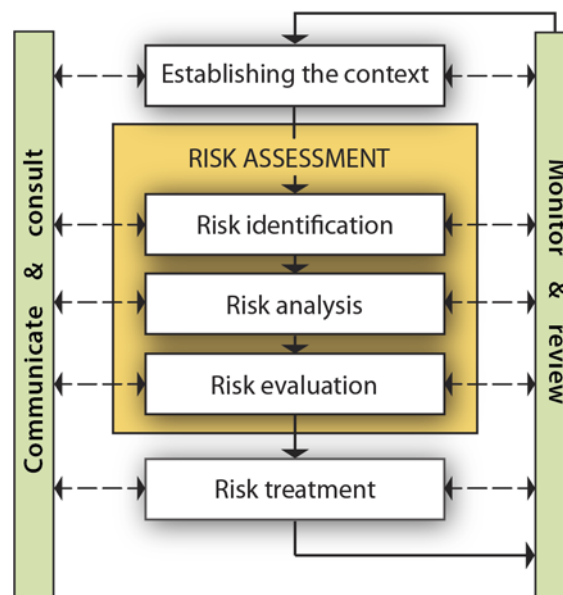 Establishing the context
RISK ASSESSMENT
Risk identification
Risk analysis
Risk evaluation
Risk treatment
Communicate & consult
Monitor & review